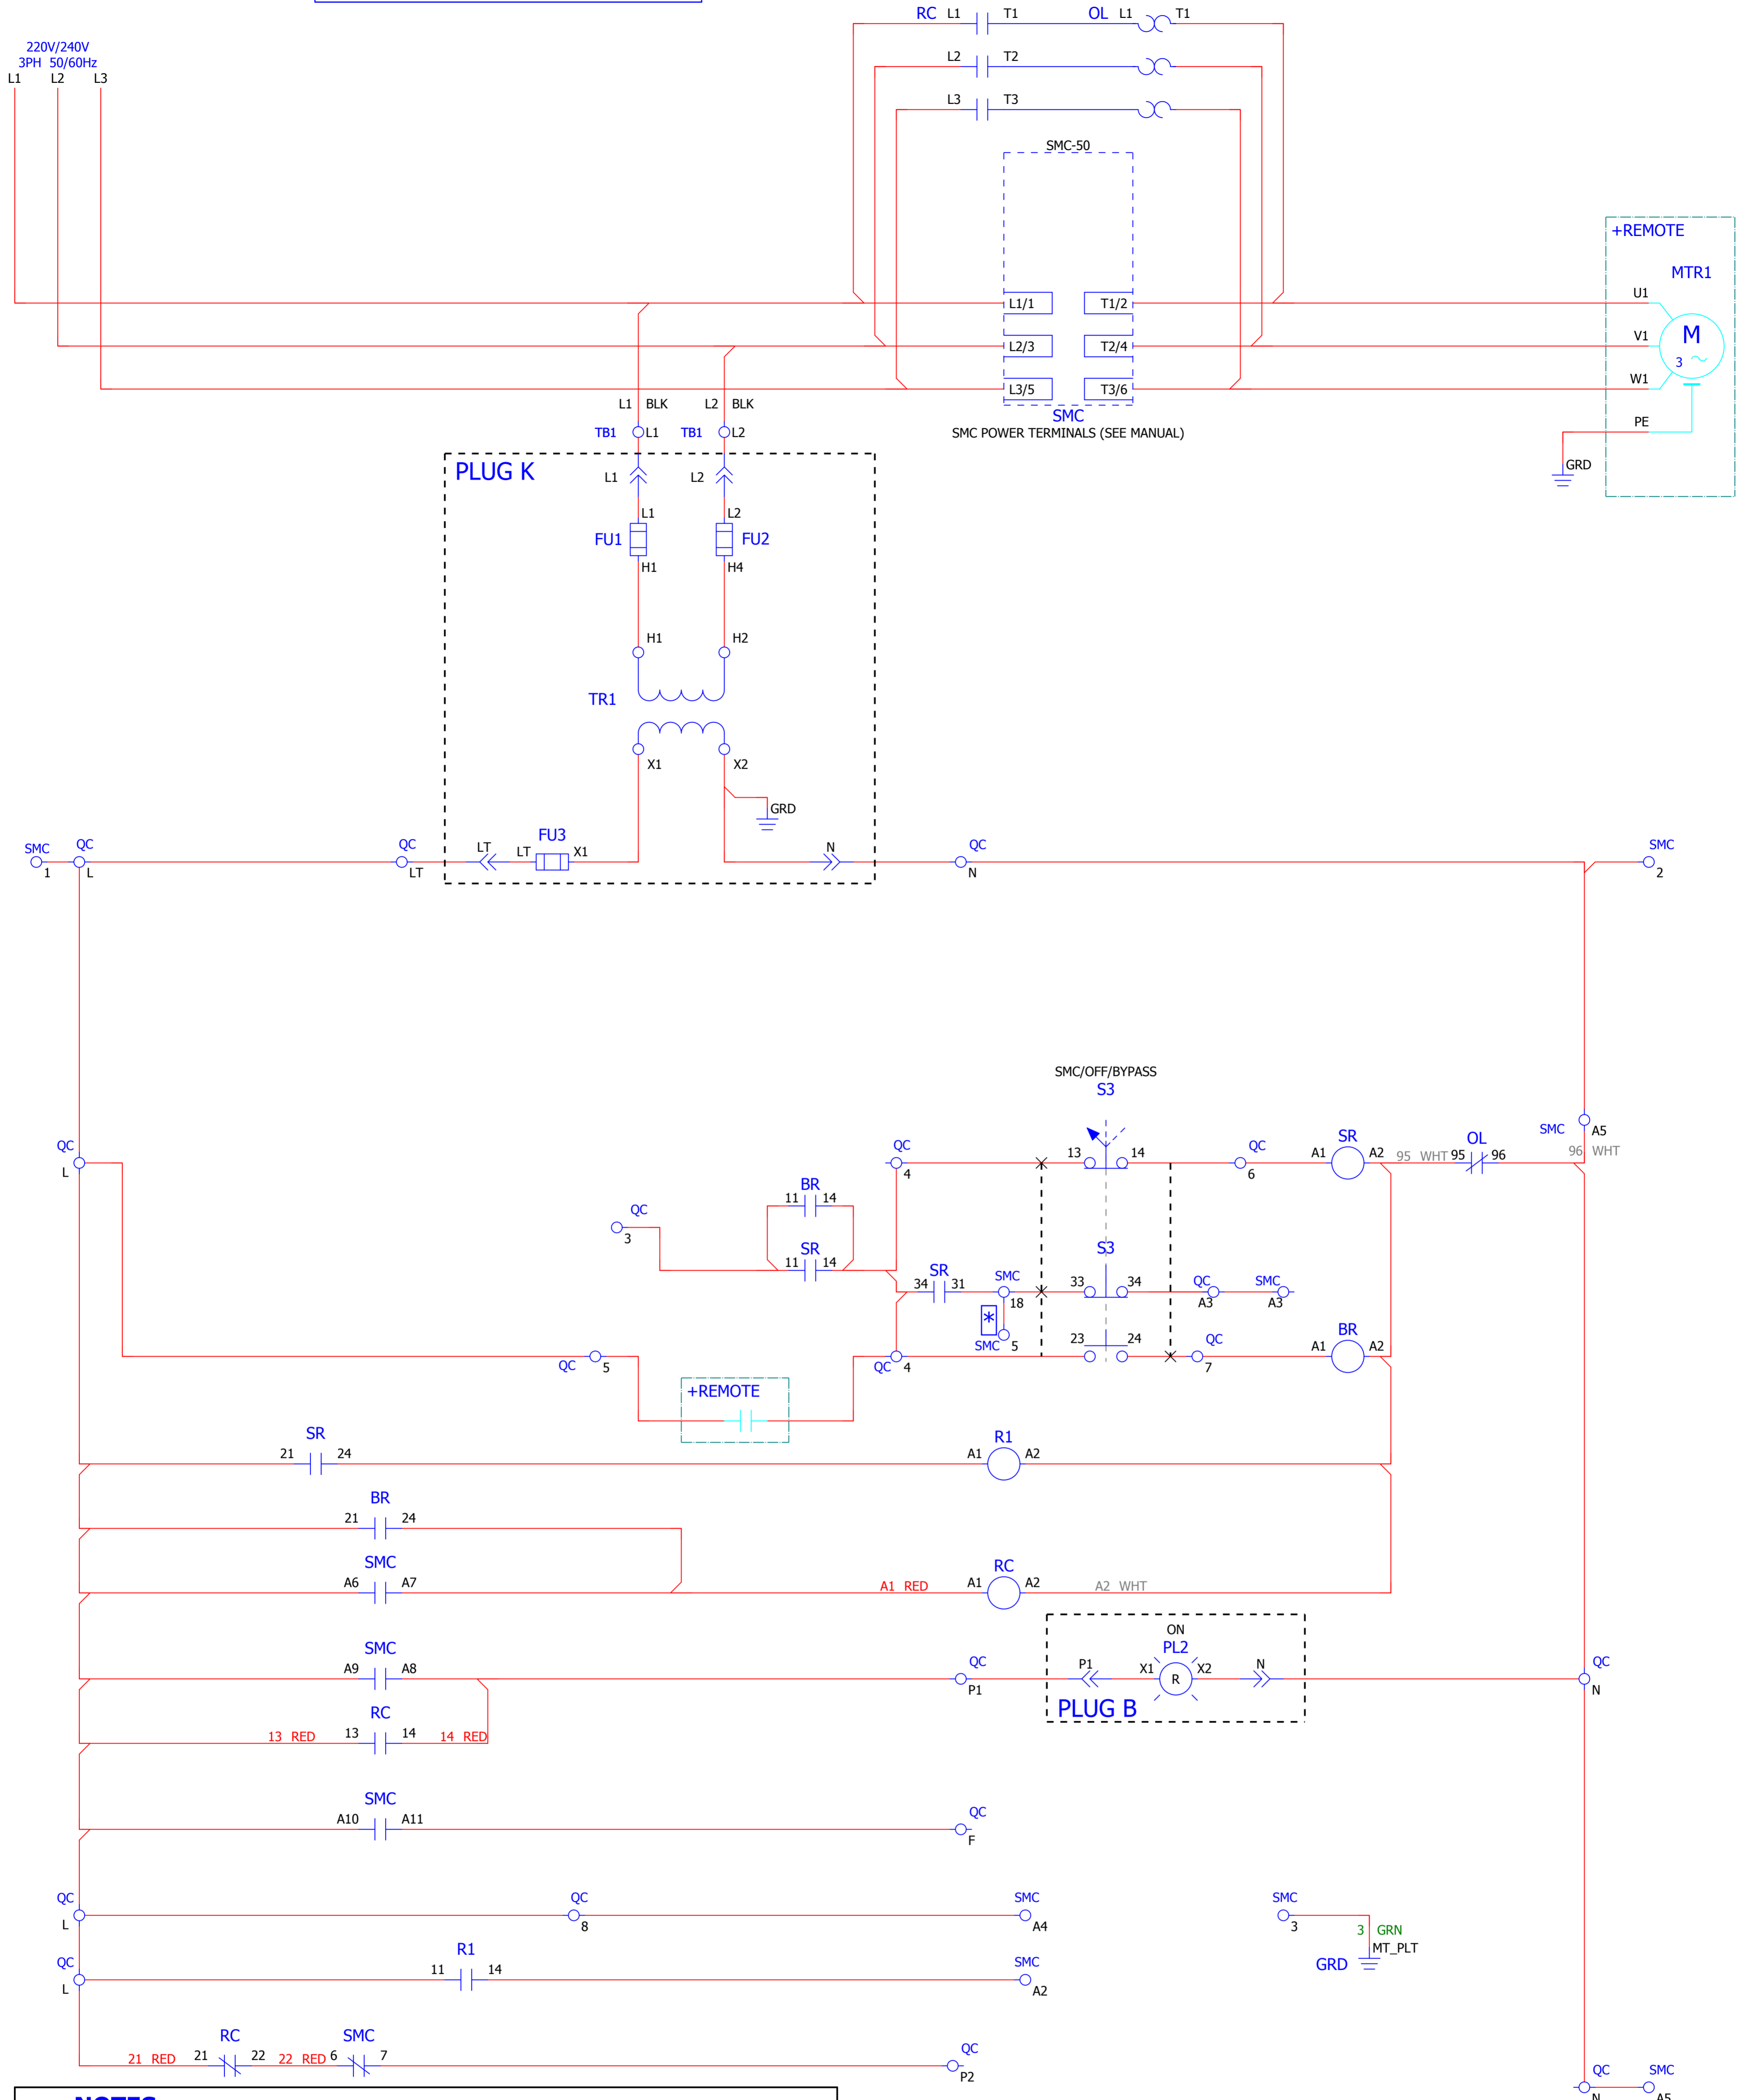 RC L1 T1 OL L1 T1
220V/240V
3PH 50/60Hz
L1 L2 L3
L2 T2
L3 T3
SMC-50
+REMOTE
MTR1
L1/1 T1/2 U1
L2/3 T2/4 V1
M
3
L3/5 T3/6 W1
L1 BLK L2 BLK
SMC
SMC POWER TERMINALS (SEE MANUAL)
PE
TB1 L1 TB1 L2
GRD
PLUG K
L1 L2
L1 L2
FU1 FU2
H1 H4
H1 H2
TR1
X1 X2
GRD
SMC QC QC LT LT FU3 X1 N QC SMC
1 L LT N 2
SMC/OFF/BYPASS
S3
QC QC 13 14 QC SR SMC A5
L 4 6 A1 A2 95 WHT 95 OL 96 96 WHT
BR
11 14
QC
3
SR
11 14
S3
SR
34 31 SMC 33 34 QC SMC
18 A3 A3
*
SMC 5
23 24 QC BR
QC 5 QC 4 7 A1 A2
+REMOTE
SR R1
21 24 A1 A2
BR
21 24
SMC RC
A6 A7 A1 RED A1 A2 A2 WHT
ON
SMC PL2
A9 A8 QC P1 X1 R X2 N QC
P1 N
PLUG B
RC
13 RED 13 14 14 RED
SMC
A10 A11 QC
F
QC QC SMC SMC
L 8 A4 3
3 GRN
MT_PLT
GRD
QC R1 SMC
L 11 14 A2
RC SMC
21 RED 21 22 22 RED 6 7 QC
P2
QC SMC
N A5
NOTES